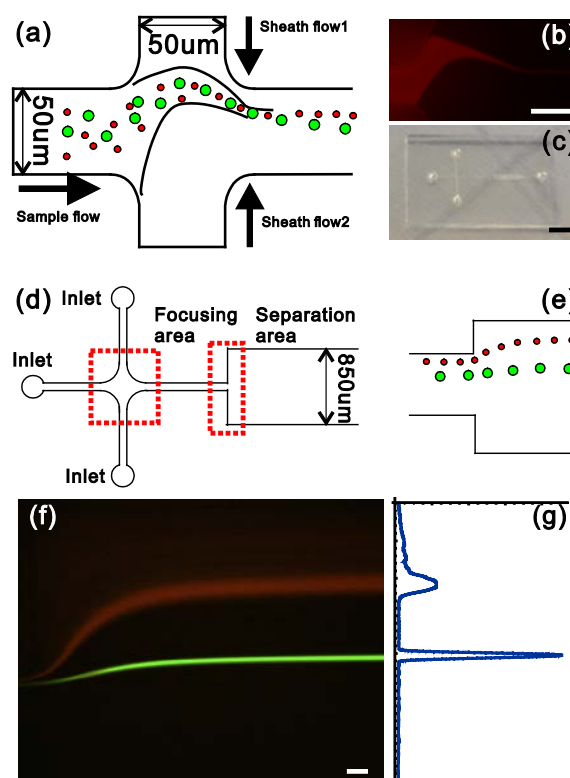 (a)
50um
Sheath flow1
50um
Sample flow
Sheath flow2
(b)
(c)
(d)
Inlet
Focusing
area
Separation
area
Inlet
850um
Inlet
(e)
(f)
(g)